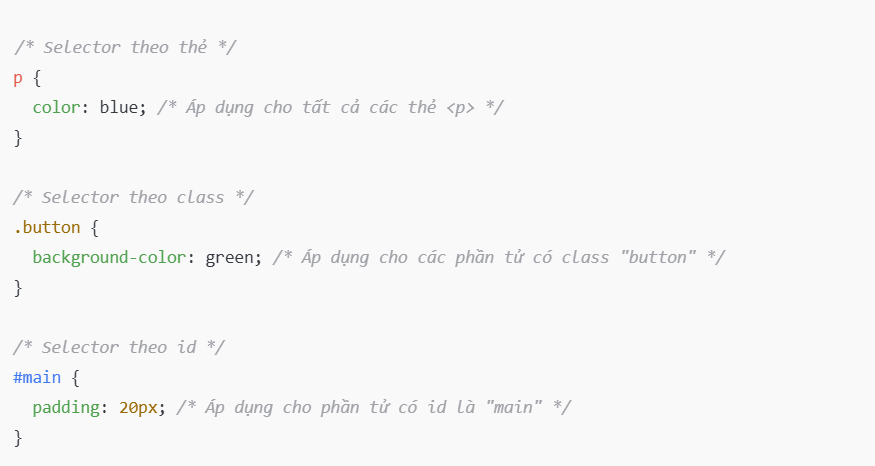 /* Selector theo thẻ */
p {
  color: blue; /* Áp dụng cho tất cả các thẻ <p> */
}
/* Selector theo class */
.button {
  background-color: green; /* Áp dụng cho các phần tử có class "button" */
}
/* Selector theo id */
#main {
  padding: 20px; /* Áp dụng cho phần tử có id là "main" */
}